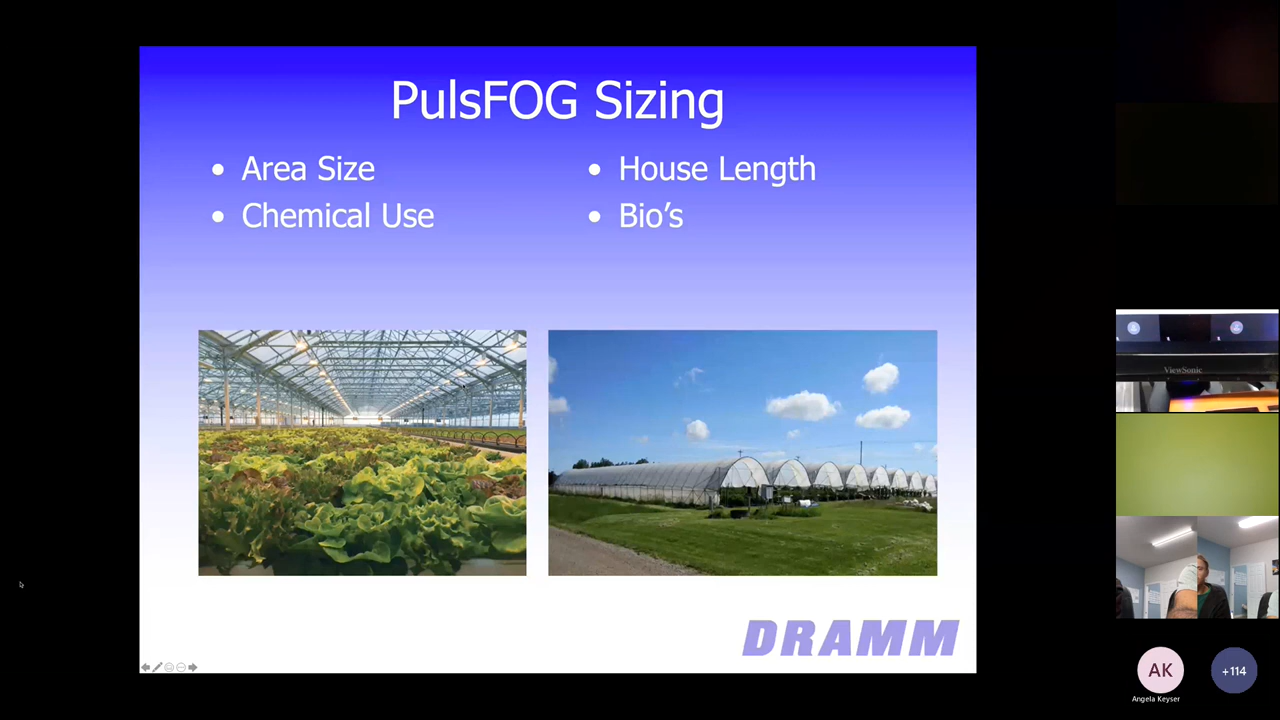 PulsFOG Sizing
• Area Size
• Chemical Use
• House Length
• Bio's
DRAMM
ViewSonic
AK
Angela Keyser
+114